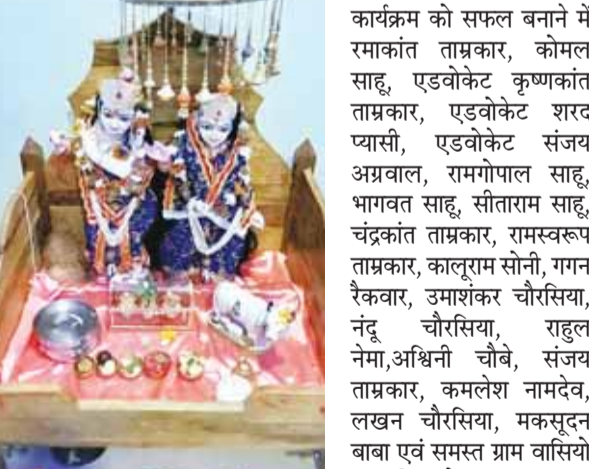 कार्यक्रम को सफल बनाने में
रमाकांत ताम्रकार, कोमल
साहू, एडवोकेट कृष्णकांत
ताम्रकार, एडवोकेट शरद
प्यासी, एडवोकेट संजय
अग्रवाल, रामगोपाल साहू,
भागवत साहू, सीताराम साहू,
चंद्रकांत ताम्रकार, रामस्वरूप
ताम्रकार, कालूराम सोनी, गगन
रैकवार, उमाशंकर चौरसिया,
नंदू चौरसिया, राहुल
नेमा,अश्विनी चौबे, संजय
ताम्रकार, कमलेश नामदेव,
लखन चौरसिया, मकसूदन
बाबा एवं समस्त ग्राम वासियो